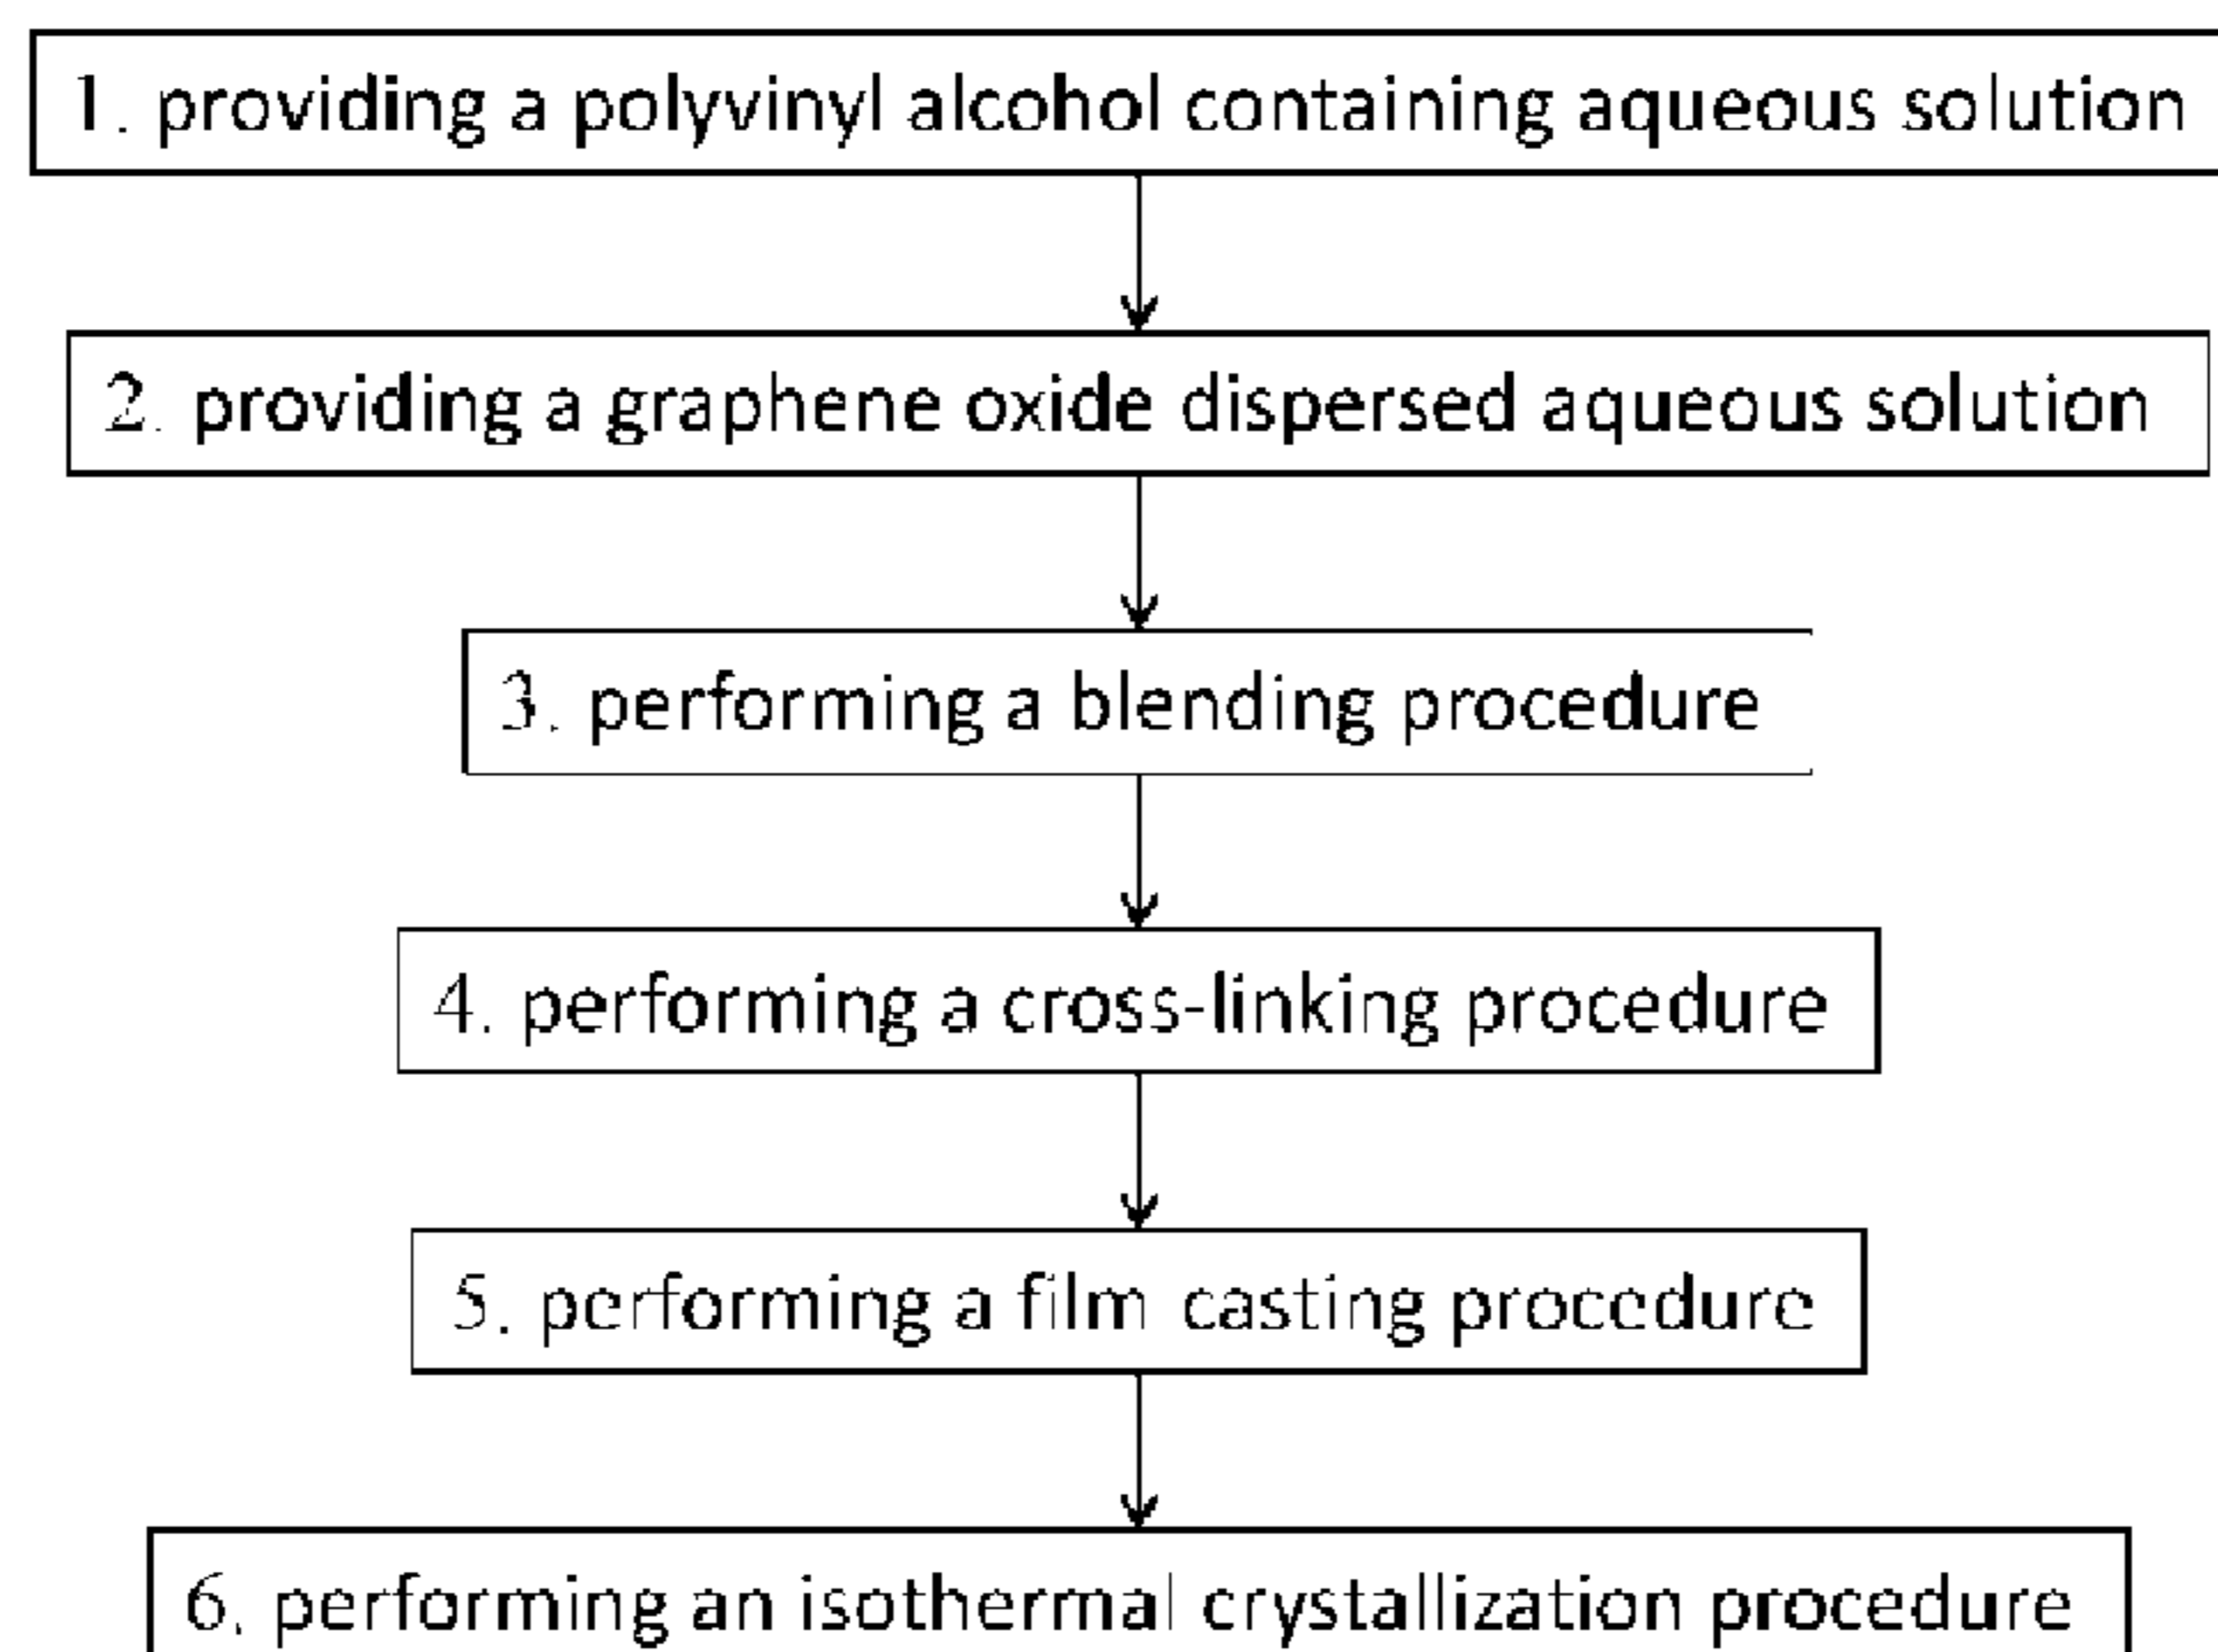 1. providing a polyvinyl alcohol containing aqueous solution
2. providing a graphene oxide dispersed aqueous solution
3. performing a blending procedure
4. performing a cross-linking procedure
5. performing a film casting procedure
6. performing an isothermal crystallization procedure